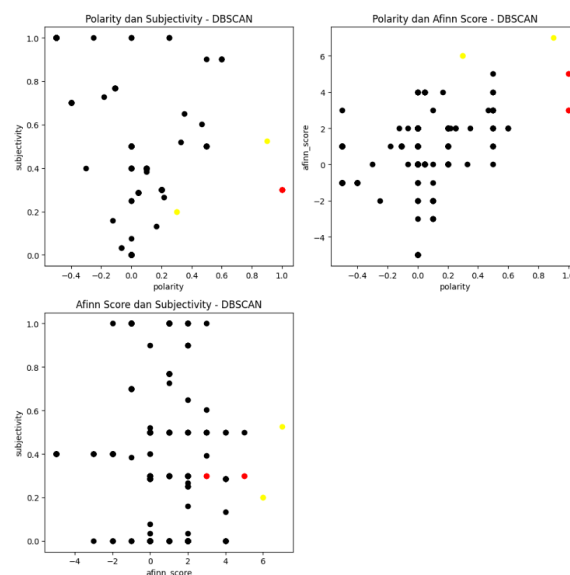 Polarity dan Subjectivity - DBSCAN
subjectivity
1.0
0.8
0.6
0.4
0.2
0.0
−0.4 −0.2 0.0 0.2 0.4 0.6 0.8 1.0
polarity
Polarity dan Afinn Score - DBSCAN
afinn_score
6
4
2
0
−2
−4
−0.4 −0.2 0.0 0.2 0.4 0.6 0.8 1.0
polarity
Afinn Score dan Subjectivity - DBSCAN
subjectivity
1.0
0.8
0.6
0.4
0.2
0.0
−4 −2 0 2 4 6
afinn_score